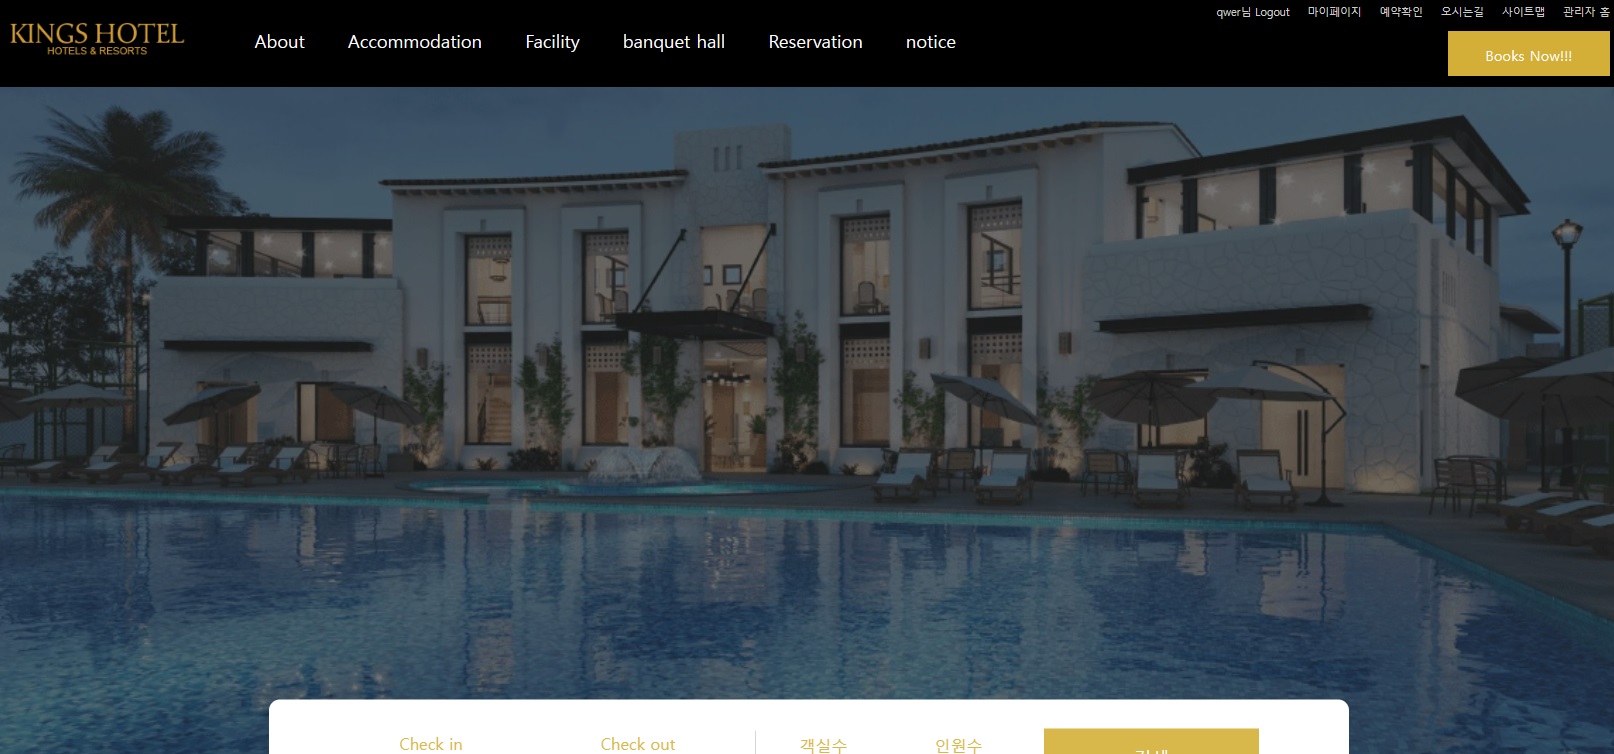 qwer님 Logout 마이페이지 예약확인 오시는길 사이트맵 관리자 홈
KINGS HOTEL
HOTELS & RESORTS
About Accommodation Facility banquet hall Reservation notice
Books Now!!!
Check in Check out 객실수 인원수